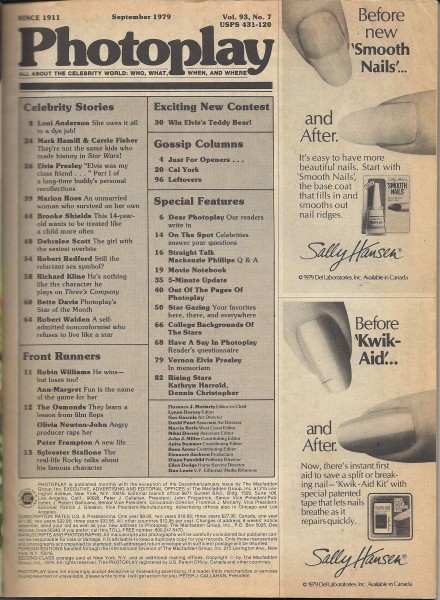 SINCE 1911
September 1979
Vol. 93, No. 7
USPS 431-120
Photoplay
ALL ABOUT THE CELEBRITY WORLD: WHO, WHAT, WHEN, AND WHERE
Celebrity Stories
8 Loni Anderson She owes it all
to a dye job!
24 Mark Hamill & Carrie Fisher
They're not the same kids who
made history in Star Wars!
26 Elvis Presley "Elvis was my
close friend . . ." Part 1 of
a long-time buddy's personal
recollections
39 Marion Ross An unmarried
woman who survived on her own
44 Brooke Shields This 14-year-
old wants to be treated like
a child more often
48 Debralee Scott The girl with
the sexiest overbite
54 Robert Redford Still the
reluctant sex symbol?
58 Richard Kline He's nothing
like the character he
plays on Three's Company
60 Bette Davis Photoplay's
Star of the Month
64 Robert Walden A self-
admitted nonconformist who
refuses to live like a star
Front Runners
11 Robin Williams He wins—
but loses too!
Ann-Margret Fun is the name
of the game for her
12 The Osmonds They learn a
lesson from film flops
Olivia Newton-John Angry
producer raps her
Peter Frampton A new life
13 Sylvester Stallone The
real-life Rocky talks about
his famous character
Exciting New Contest
30 Win Elvis's Teddy Bear!
Gossip Columns
4 Just For Openers . . .
20 Cal York
96 Leftovers
Special Features
6 Dear Photoplay Our readers
write in
14 On The Spot Celebrities
answer your questions
16 Straight Talk
Mackenzie Phillips Q & A
19 Movie Notebook
35 5-Minute Update
40 Out Of The Pages Of
Photoplay
50 Star Gazing Your favorites
here, there, and everywhere
66 College Backgrounds Of
The Stars
68 Have A Say In Photoplay
Reader's questionnaire
79 Vernon Elvis Presley
In memoriam
82 Rising Stars
Kathryn Harrold,
Dennis Christopher
Before
new
'Smooth
Nails'...
and
After.
It's easy to have more
beautiful nails. Start with
'Smooth Nails',
the base coat
that fills in and
smooths out
nail ridges.
Sally Hansen®
©1979 Del Laboratories, Inc. Available in Canada
Before
'Kwik-
Aid'...
and
After.
Now, there's instant first
aid to save a split or break-
ing nail—'Kwik-Aid Kit' with
special patented
tape that lets nails
breathe as it
repairs quickly.
Sally Hansen®
©1979 Del Laboratories, Inc. Available in Canada